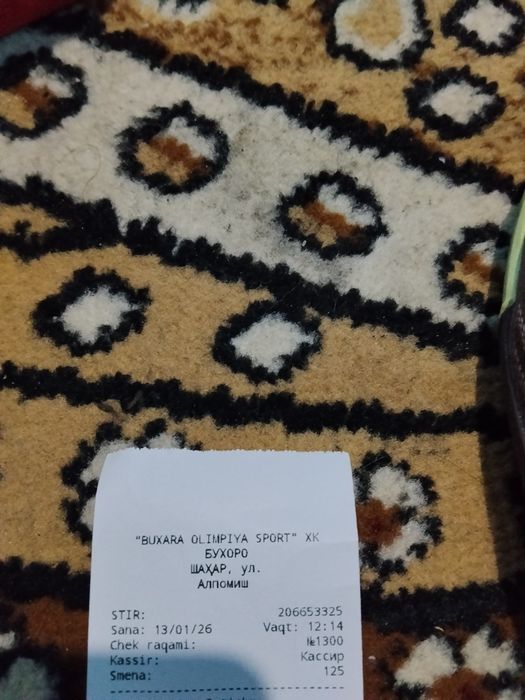 "BUXARA OLIMPIYA SPORT" XK
БУХОРО
ШАҲАР, ул.
Алпомиш
STIR: 206653325
Sana: 13/01/26 Vaqt: 12:14
Chek raqami: №1300
Kassir: Кассир
Smena: 125